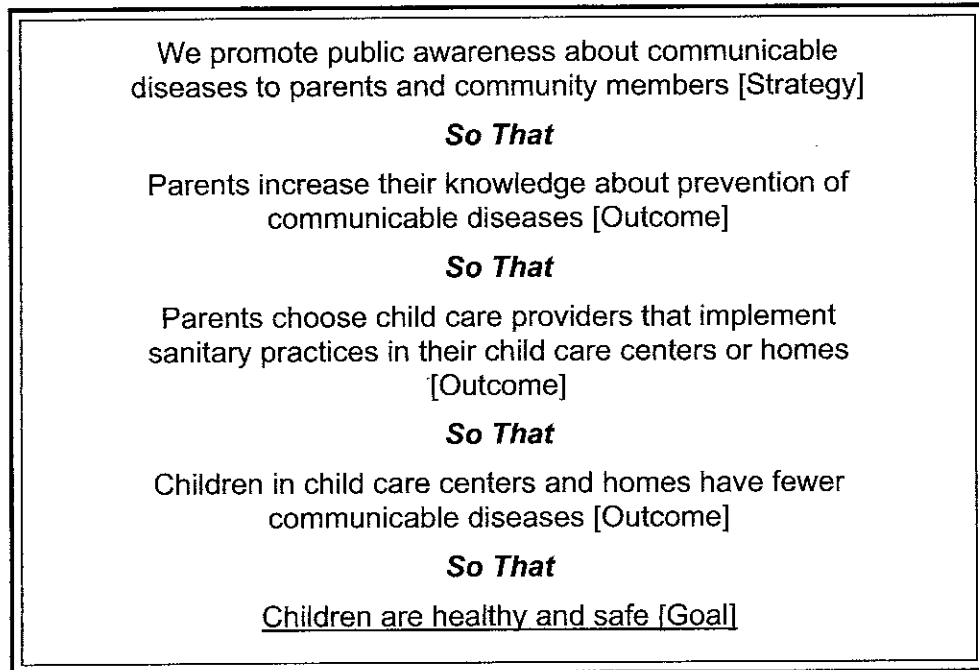 We promote public awareness about communicable
diseases to parents and community members [Strategy]
So That
Parents increase their knowledge about prevention of
communicable diseases [Outcome]
So That
Parents choose child care providers that implement
sanitary practices in their child care centers or homes
[Outcome]
So That
Children in child care centers and homes have fewer
communicable diseases [Outcome]
So That
Children are healthy and safe [Goal]